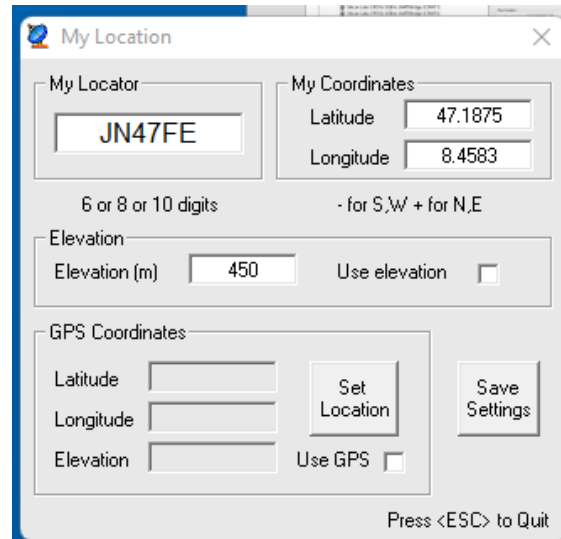 My Location
My Locator
JN47FE
6 or 8 or 10 digits
My Coordinates
Latitude 47.1875
Longitude 8.4583
- for S,W + for N,E
Elevation
Elevation (m) 450 Use elevation
GPS Coordinates
Latitude
Longitude
Elevation
Set
Location
Use GPS
Save
Settings
Press <ESC> to Quit